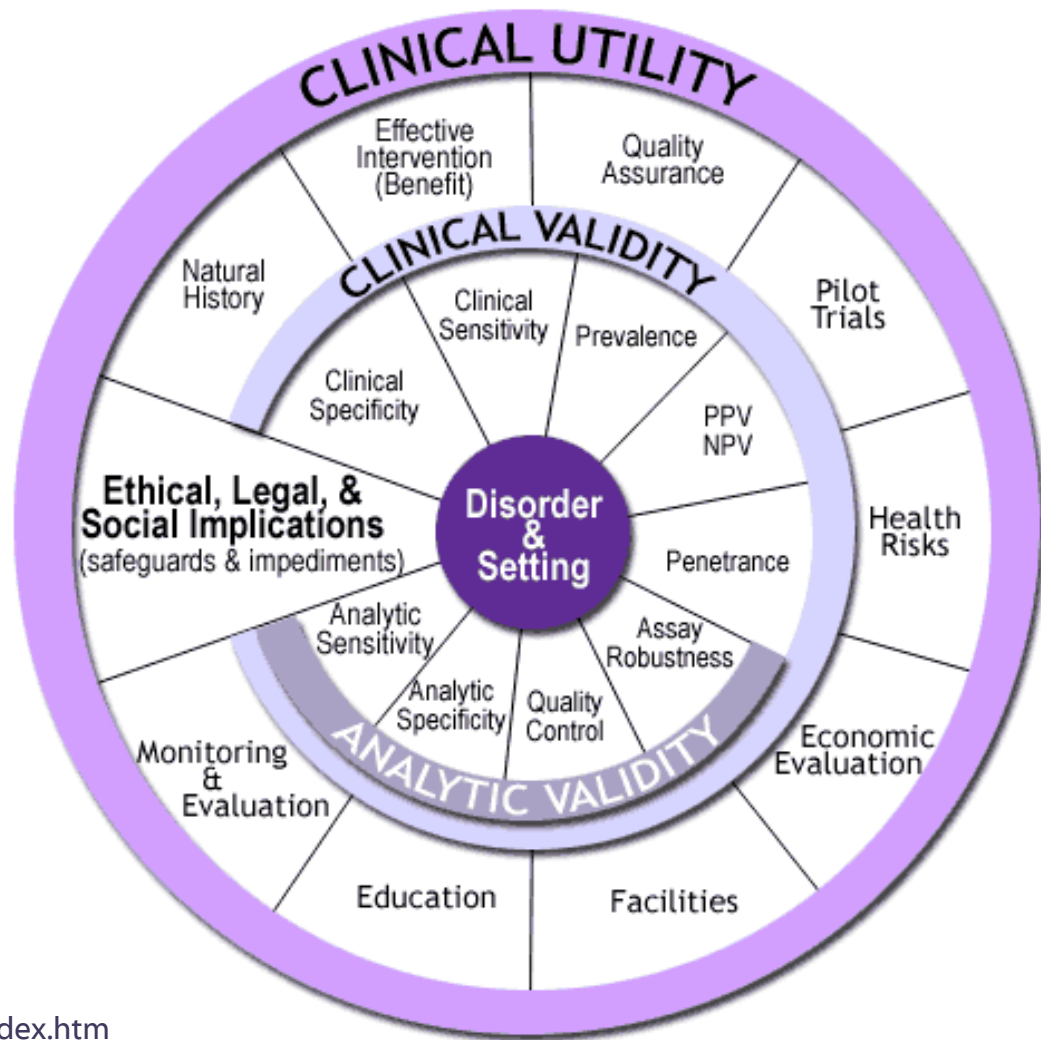 CLINICAL UTILITY
Effective
Intervention
(Benefit)
Quality
Assurance
Natural
History
Pilot
Trials
CLINICAL VALIDITY
Clinical
Sensitivity
Prevalence
Clinical
Specificity
PPV
NPV
Ethical, Legal, &
Social Implications
(safeguards & impediments)
Disorder
&
Setting
Health
Risks
Penetrance
Analytic
Sensitivity
Assay
Robustness
Analytic
Specificity
Quality
Control
ANALYTIC VALIDITY
Monitoring
&
Evaluation
Economic
Evaluation
Education
Facilities
dex.htm